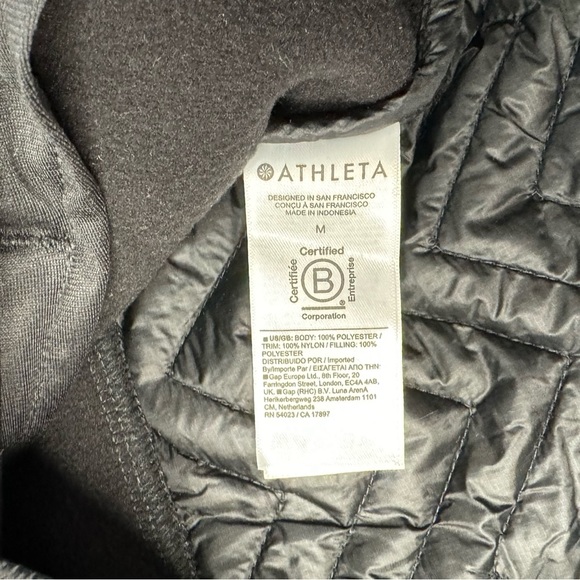 ATHLETA
DESIGNED IN SAN FRANCISCO
CONÇU À SAN FRANCISCO
MADE IN INDONESIA
M
Certified
Certifiée
B
Entreprise
Corporation
US/GB: BODY: 100% POLYESTER /
TRIM: 100% NYLON / FILLING: 100%
POLYESTER
DISTRIBUIDO POR / Imported
By/Importe Par / ΕΙΣΑΓΕΤΑΙ ΑΠΟ ΤΗΝ
Gap Europe Ltd., 8th Floor, 20
Farringdon Street, London, EC4A 4AB,
UK, Gap (RHC) B.V. Luna ArenA
Herikerbergweg 238 Amsterdam 1101
CM, Netherlands
RN 54023 / CA 17897